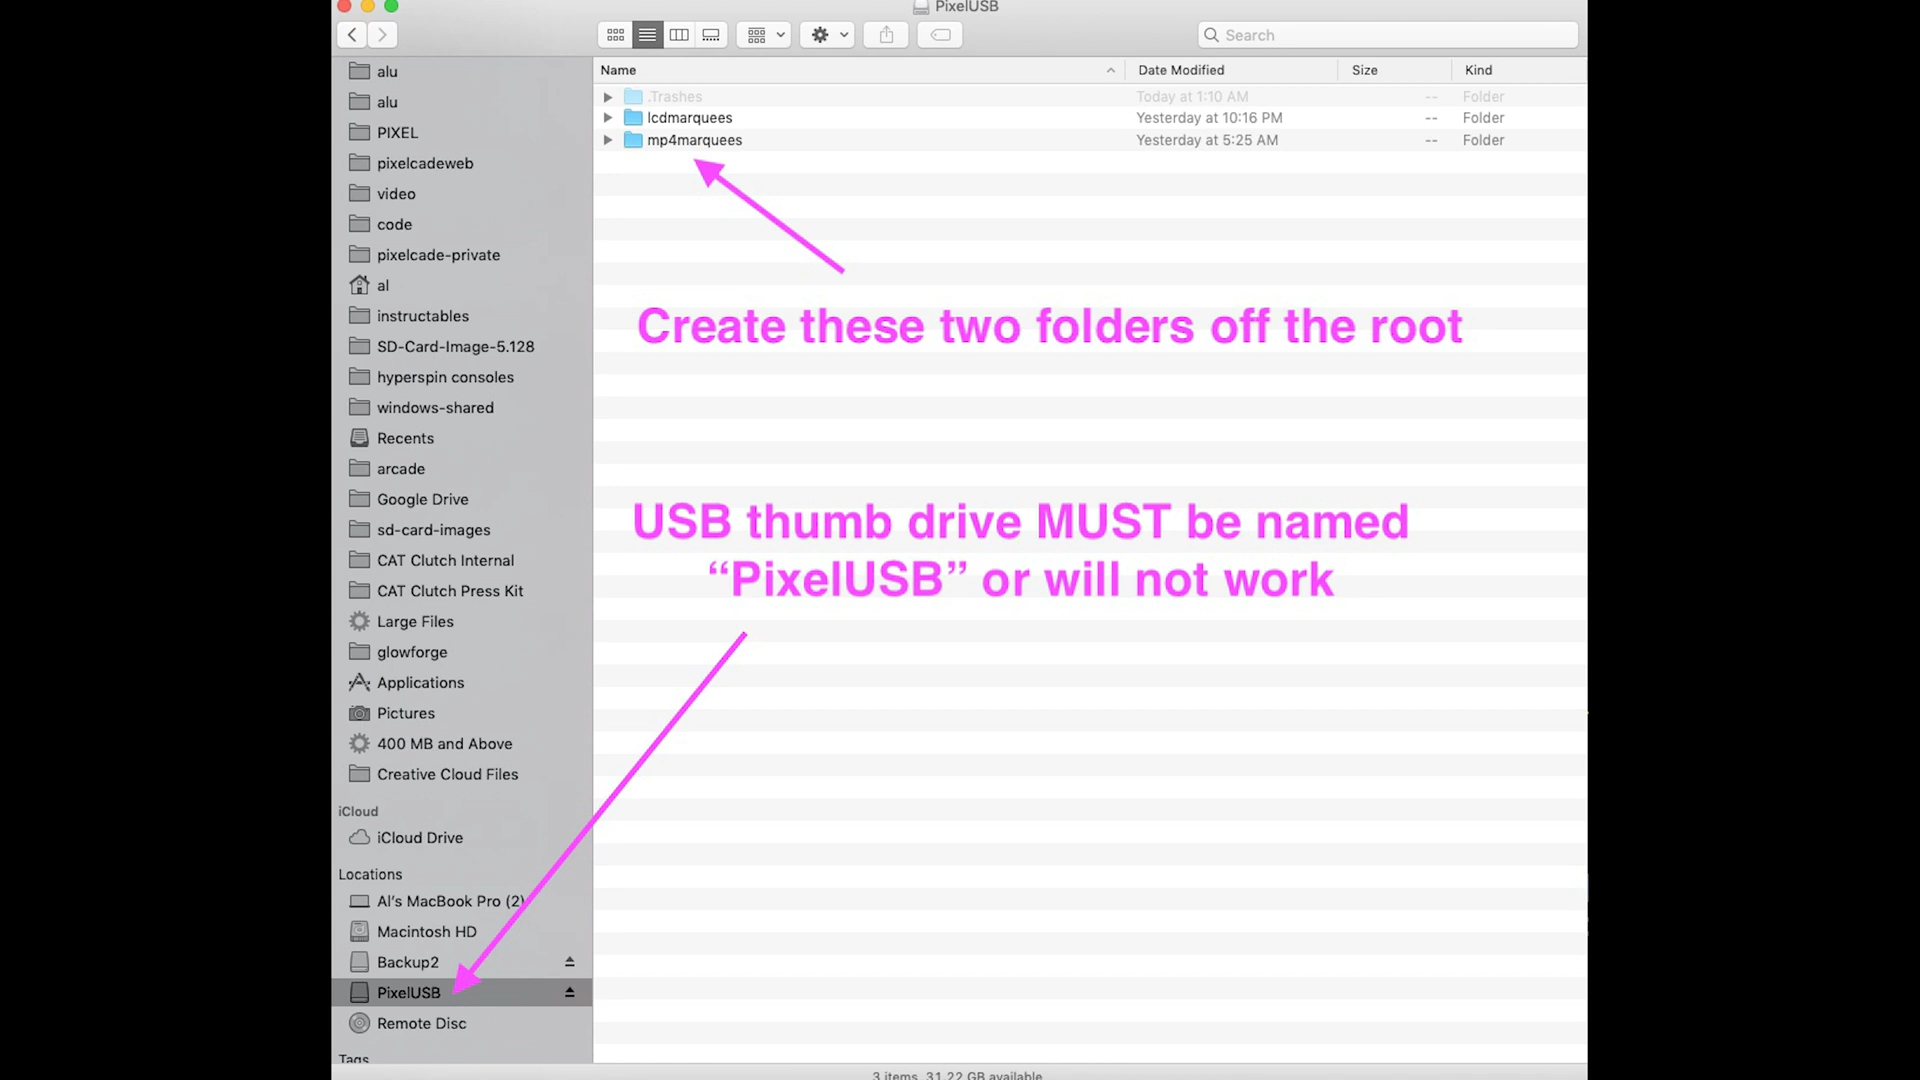 PixelUSB
Search
alu
alu
PIXEL
pixelcadeweb
video
code
pixelcade-private
al
instructables
SD-Card-Image-5.128
hyperspin consoles
windows-shared
Recents
arcade
Google Drive
sd-card-images
CAT Clutch Internal
CAT Clutch Press Kit
Large Files
glowforge
Applications
Pictures
400 MB and Above
Creative Cloud Files
iCloud
iCloud Drive
Locations
Al's MacBook Pro (2)
Macintosh HD
Backup2
PixelUSB
Remote Disc
Tags
Name Date Modified Size Kind
.Trashes Today at 1:10 AM -- Folder
lcdmarquees Yesterday at 10:16 PM -- Folder
mp4marquees Yesterday at 5:25 AM -- Folder
Create these two folders off the root
USB thumb drive MUST be named
“PixelUSB” or will not work
3 items, 31.22 GB available